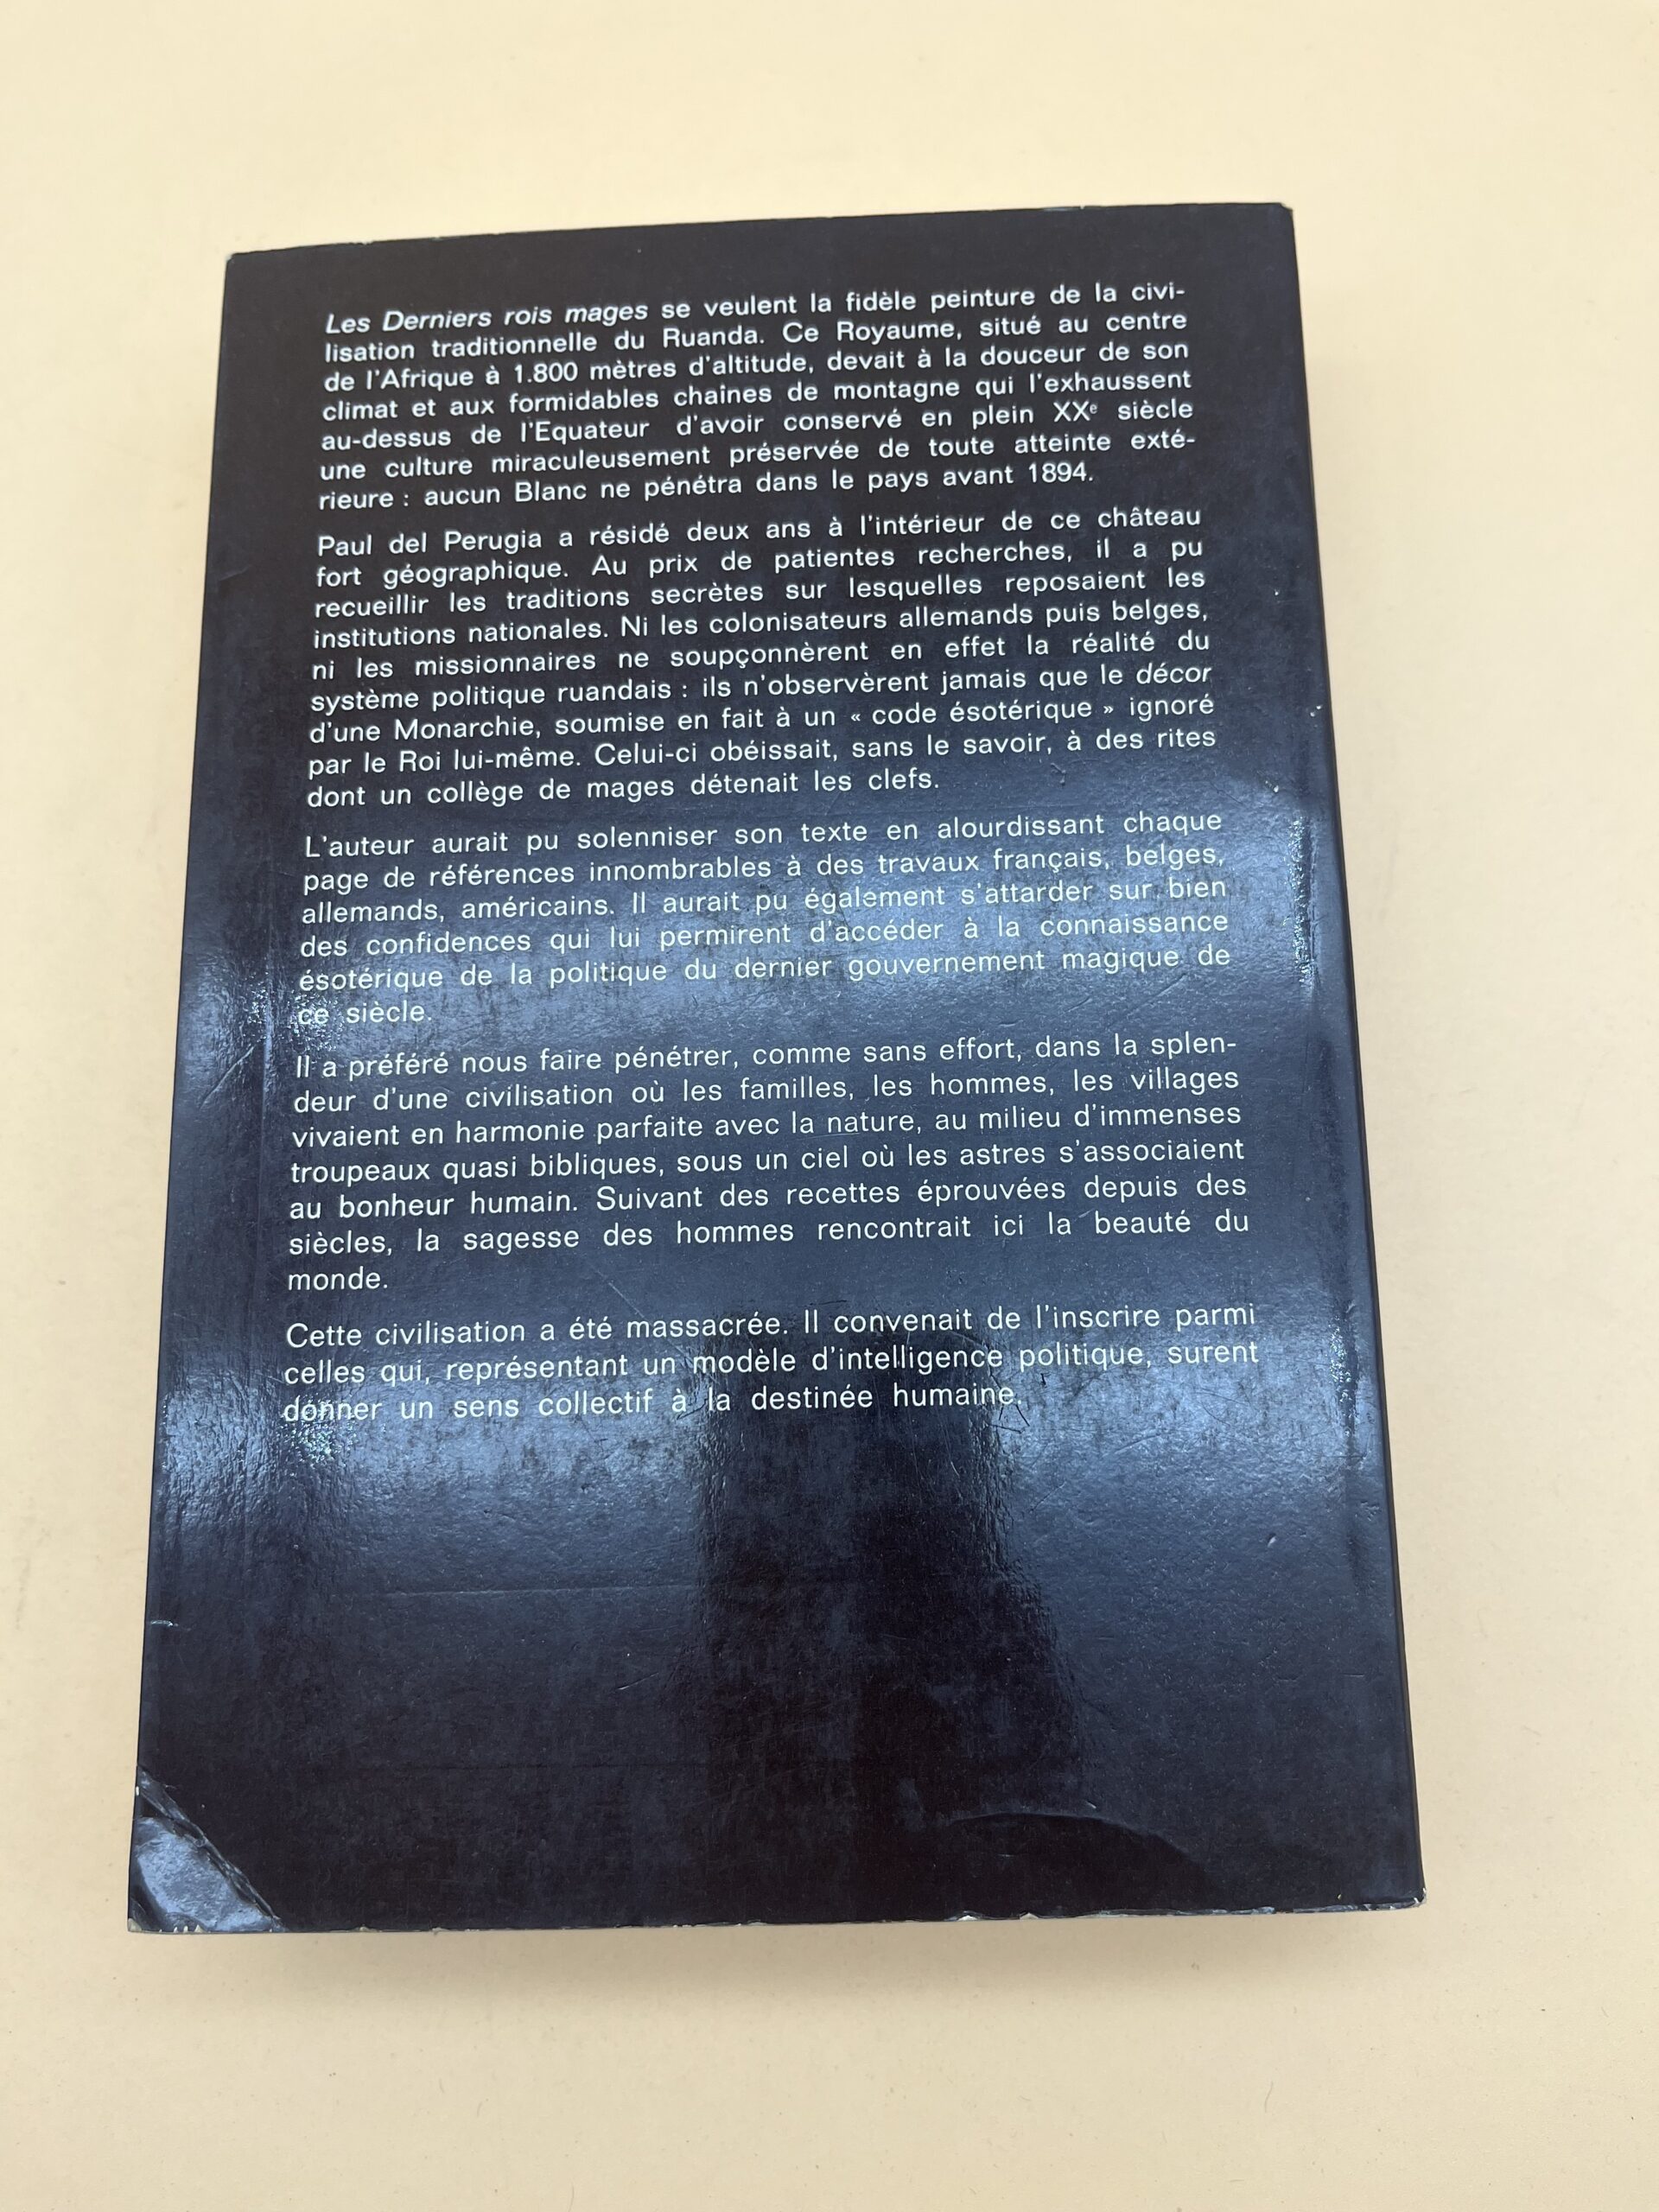 Les Derniers rois mages se veulent la fidèle peinture de la civi-
lisation traditionnelle du Ruanda. Ce Royaume, situé au centre
de l'Afrique à 1.800 mètres d'altitude, devait à la douceur de son
climat et aux formidables chaînes de montagne qui l'exhaussent
au-dessus de l'Equateur d'avoir conservé en plein XXe siècle
une culture miraculeusement préservée de toute atteinte exté-
rieure : aucun Blanc ne pénétra dans le pays avant 1894.
Paul del Perugia a résidé deux ans à l'intérieur de ce château
fort géographique. Au prix de patientes recherches, il a pu
recueillir les traditions secrètes sur lesquelles reposaient les
institutions nationales. Ni les colonisateurs allemands puis belges,
ni les missionnaires ne soupçonnèrent en effet la réalité du
système politique ruandais : ils n'observèrent jamais que le décor
d'une Monarchie, soumise en fait à un « code ésotérique » ignoré
par le Roi lui-même. Celui-ci obéissait, sans le savoir, à des rites
dont un collège de mages détenait les clefs.
L'auteur aurait pu solenniser son texte en alourdissant chaque
page de références innombrables à des travaux français, belges,
allemands, américains. Il aurait pu également s'attarder sur bien
des confidences qui lui permirent d'accéder à la connaissance
ésotérique de la politique du dernier gouvernement magique de
ce siècle.
Il a préféré nous faire pénétrer, comme sans effort, dans la splen-
deur d'une civilisation où les familles, les hommes, les villages
vivaient en harmonie parfaite avec la nature, au milieu d'immenses
troupeaux quasi bibliques, sous un ciel où les astres s'associaient
au bonheur humain. Suivant des recettes éprouvées depuis des
siècles, la sagesse des hommes rencontrait ici la beauté du
monde.
Cette civilisation a été massacrée. Il convenait de l'inscrire parmi
celles qui, représentant un modèle d'intelligence politique, surent
donner un sens collectif à la destinée humaine.